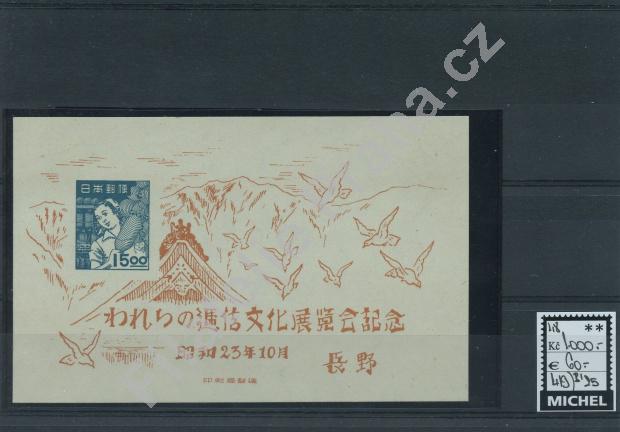 日本郵便
15.00
われらの逓信文化展覧会記念
昭和23年10月
長野
印刷局製造
**
Kč 1000.-
€ 60.-
MICHEL